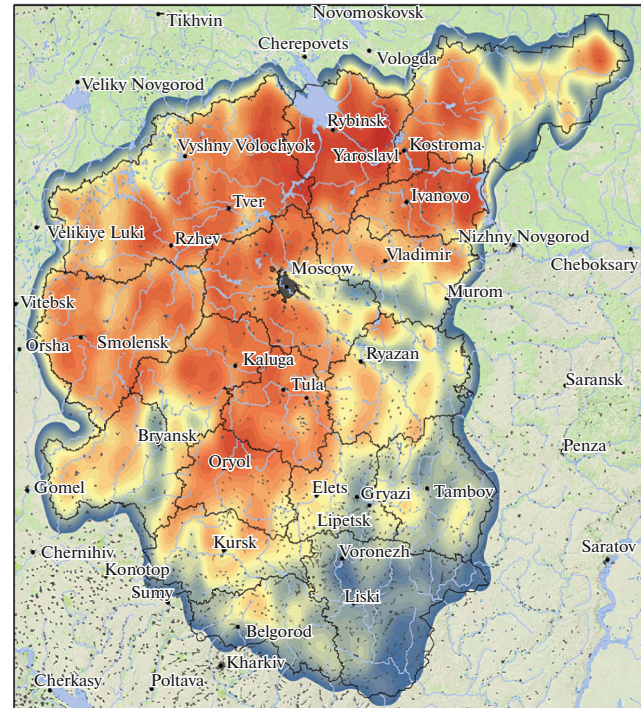 Novomoskovsk
Tikhvin
Cherepovets
Vologda
Veliky Novgorod
Rybinsk
Vyshny Volochyok
Yaroslavl
Kostroma
Ivanovo
Tver
Velikiye Luki
Rzhev
Nizhny Novgorod
Vladimir
Cheboksary
Moscow
Murom
Vitebsk
Orsha
Smolensk
Kaluga
Ryazan
Tula
Saransk
Bryansk
Penza
Oryol
Gomel
Elets
Gryazi
Tambov
Lipetsk
Kursk
Voronezh
Saratov
Chernihiv
Konotop
Sumy
Liski
Belgorod
Kharkiv
Cherkasy
Poltava